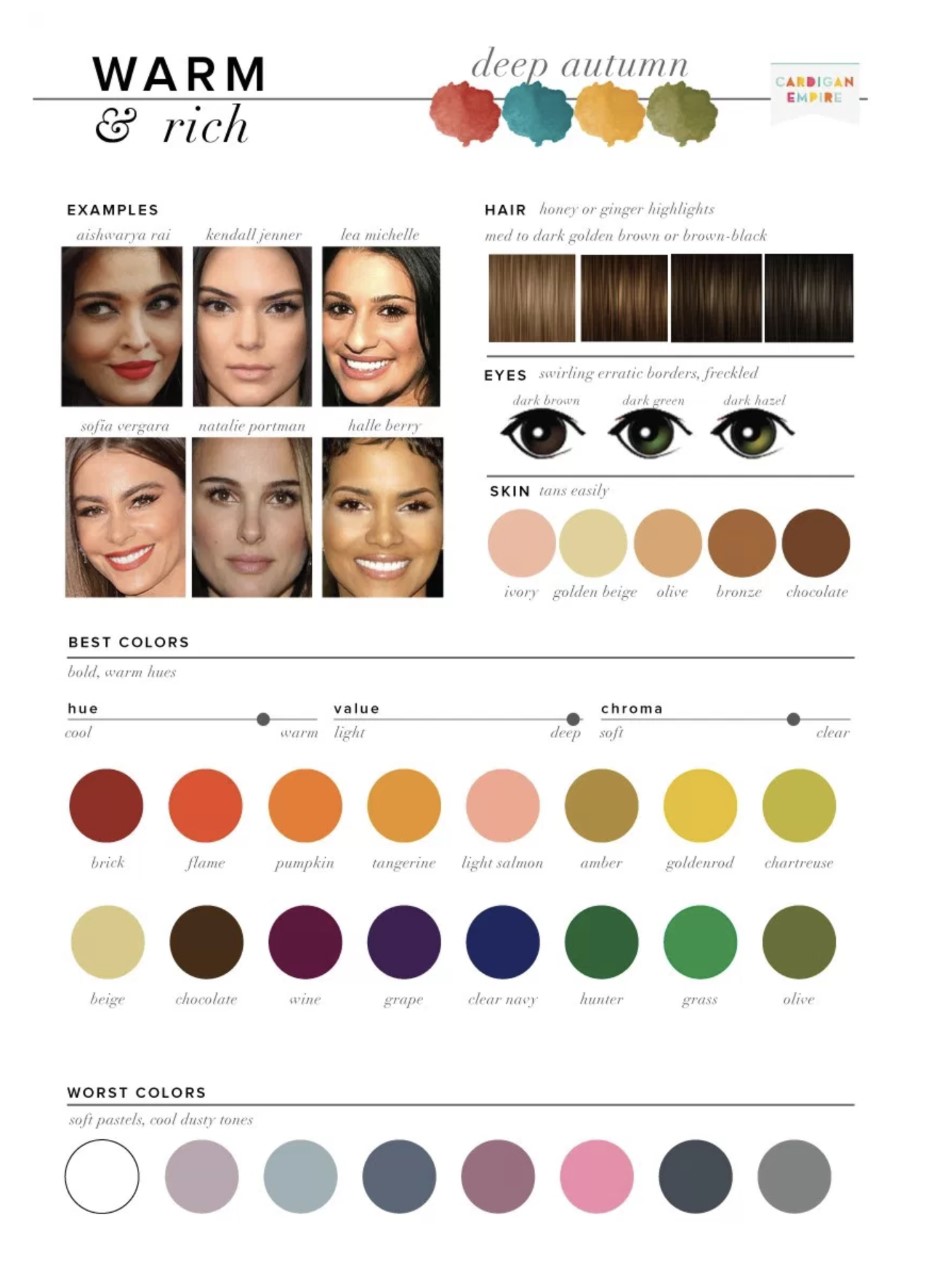 WARM
& rich
deep autumn
CARDIGAN
EMPIRE
EXAMPLES
aishwarya rai kendall jenner lea michelle
sofia vergara natalie portman halle berry
HAIR honey or ginger highlights
med to dark golden brown or brown-black
EYES swirling erratic borders, freckled
dark brown dark green dark hazel
SKIN tans easily
ivory golden beige olive bronze chocolate
BEST COLORS
bold, warm hues
hue value chroma
cool warm light deep soft clear
brick flame pumpkin tangerine light salmon amber goldenrod chartreuse
beige chocolate wine grape clear navy hunter grass olive
WORST COLORS
soft pastels, cool dusty tones